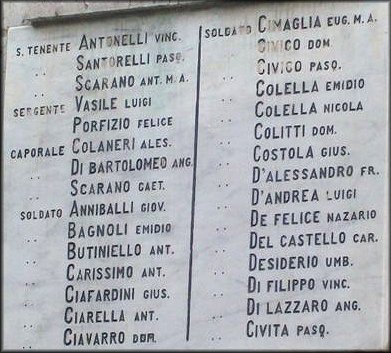 S. TENENTE ANTONELLI VINC.
.. SANTORELLI PASQ.
.. SCARANO ANT. M. A.
SERGENTE VASILE LUIGI
.. PORFIZIO FELICE
CAPORALE COLANERI ALES.
.. DI BARTOLOMEO ANG.
.. SCARANO GAET.
SOLDATO ANNIBALLI GIOV.
.. BAGNOLI EMIDIO
.. BUTINIELLO ANT.
.. CARISSIMO ANT.
.. CIAFARDINI GIUS.
.. CIARELLA ANT.
.. CIAVARRO DOM.
SOLDATO CIMAGLIA EUG. M. A.
.. CIVICO DOM
.. CIVICO PASQ.
.. COLELLA EMIDIO
.. COLELLA NICOLA
.. COLITTI DOM.
.. COSTOLA GIUS.
.. D'ALESSANDRO FR.
.. D'ANDREA LUIGI
.. DE FELICE NAZARIO
.. DEL CASTELLO CAR.
.. DESIDERIO UMB.
.. DI FILIPPO VINC.
.. DI LAZZARO ANG.
.. CIVITA PASQ.